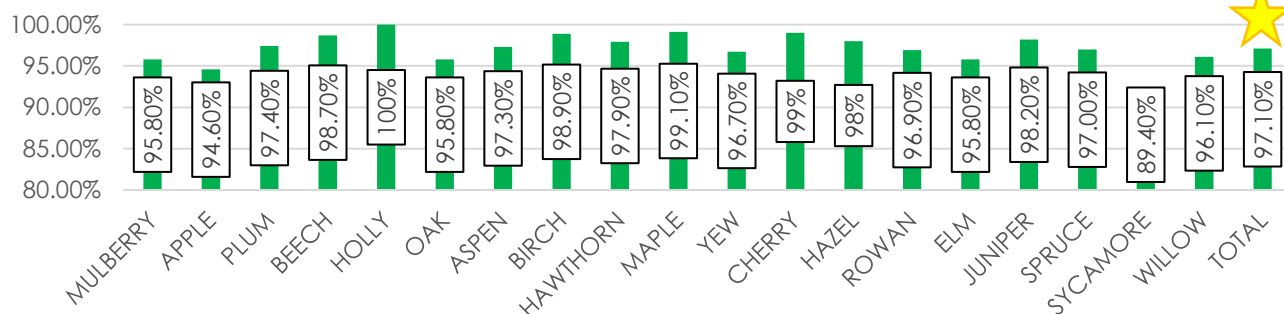 100.00%
95.00%
90.00%
85.00%
80.00%
95.80%
94.60%
97.40%
98.70%
100%
95.80%
97.30%
98.90%
97.90%
99.10%
96.70%
99%
98%
96.90%
95.80%
98.20%
97.00%
89.40%
96.10%
97.10%
MULBERRY
APPLE
PLUM
BEECH
HOLLY
OAK
ASPEN
BIRCH
HAWTHORN
MAPLE
YEW
CHERRY
HAZEL
ROWAN
ELM
JUNIPER
SPRUCE
SYCAMORE
WILLOW
TOTAL